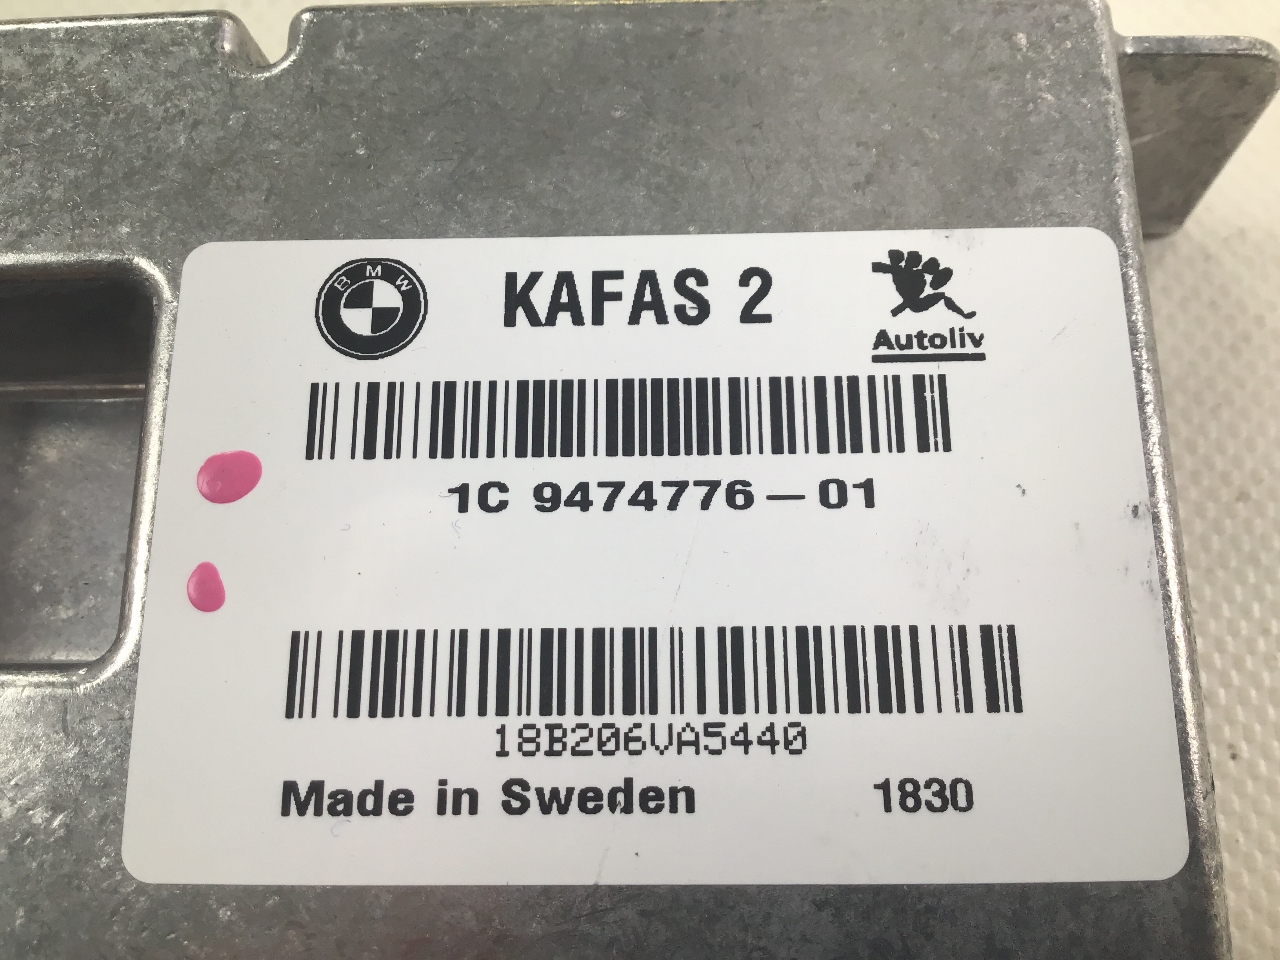 BMW KAFAS 2
Autoliv
1C 9474776-01
18B206VA5440
Made in Sweden 1830